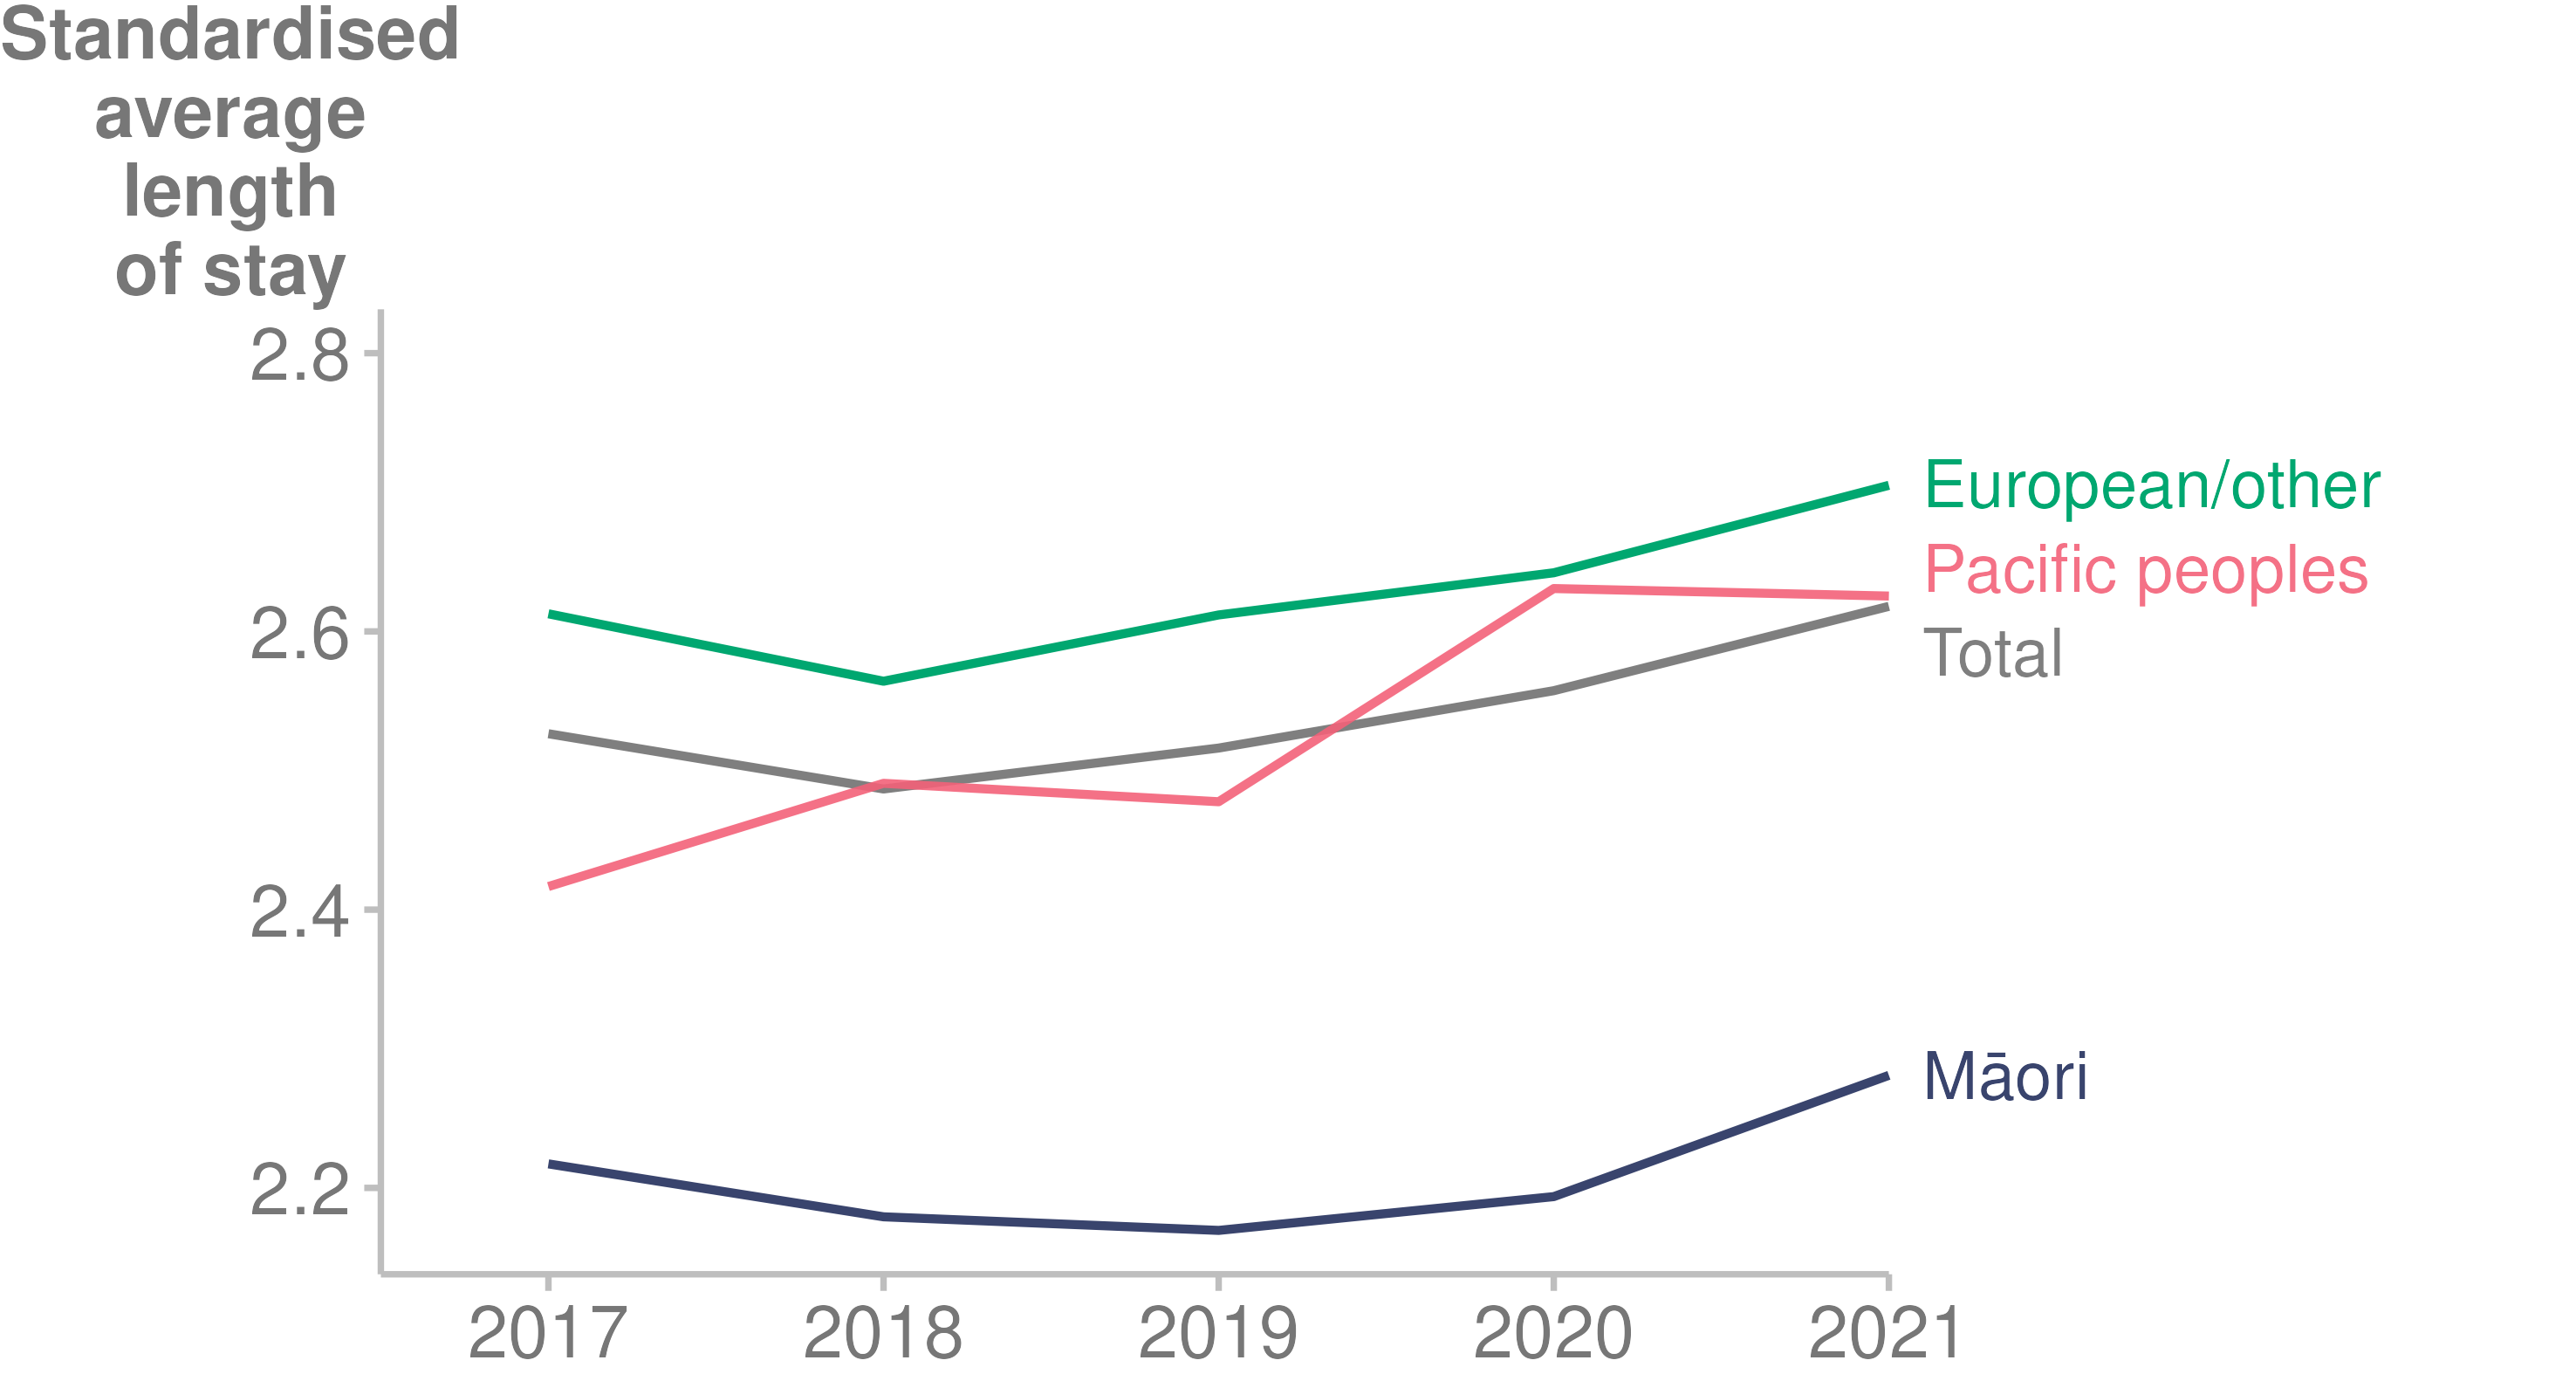 Standardised
average
length
of stay
2.8
2.6
2.4
2.2
European/other
Pacific peoples
Total
Māori
2017
2018
2019
2020
2021